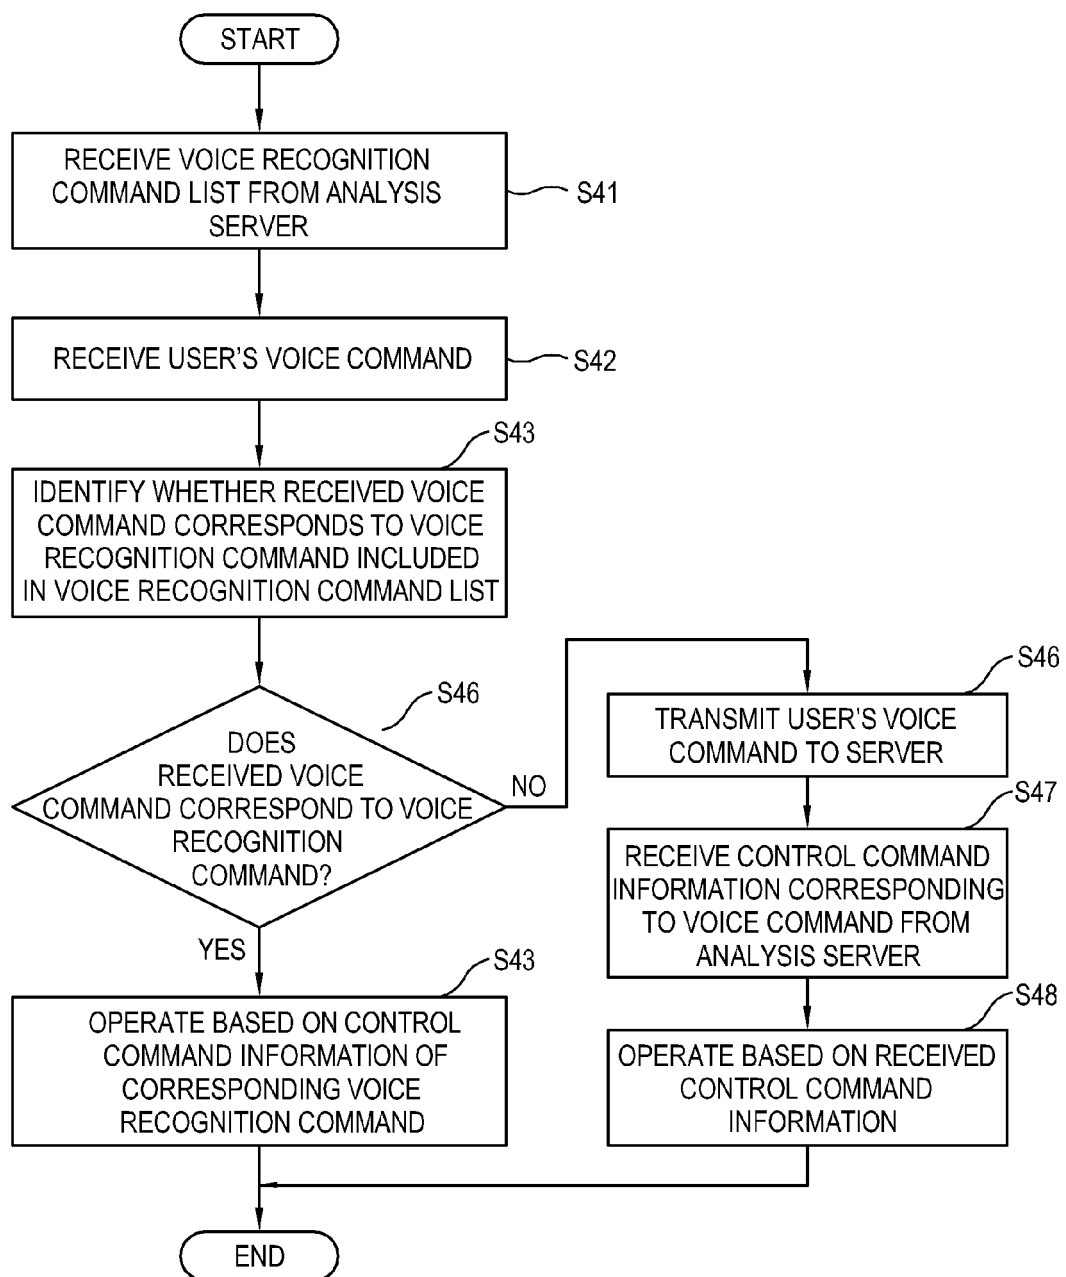 START
RECEIVE VOICE RECOGNITION
COMMAND LIST FROM ANALYSIS
SERVER
S41
RECEIVE USER'S VOICE COMMAND
S42
S43
IDENTIFY WHETHER RECEIVED VOICE
COMMAND CORRESPONDS TO VOICE
RECOGNITION COMMAND INCLUDED
IN VOICE RECOGNITION COMMAND LIST
S46
DOES
RECEIVED VOICE
COMMAND CORRESPOND TO VOICE
RECOGNITION
COMMAND?
NO
YES
S43
OPERATE BASED ON CONTROL
COMMAND INFORMATION OF
CORRESPONDING VOICE
RECOGNITION COMMAND
S46
TRANSMIT USER'S VOICE
COMMAND TO SERVER
S47
RECEIVE CONTROL COMMAND
INFORMATION CORRESPONDING
TO VOICE COMMAND FROM
ANALYSIS SERVER
S48
OPERATE BASED ON RECEIVED
CONTROL COMMAND
INFORMATION
END